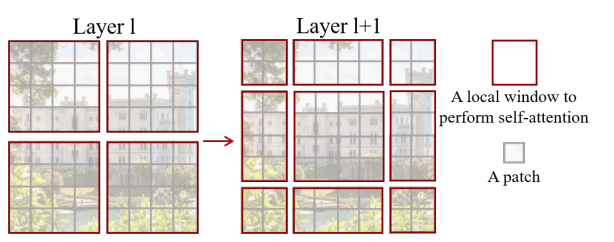 Layer l
Layer l+1
A local window to
perform self-attention
A patch